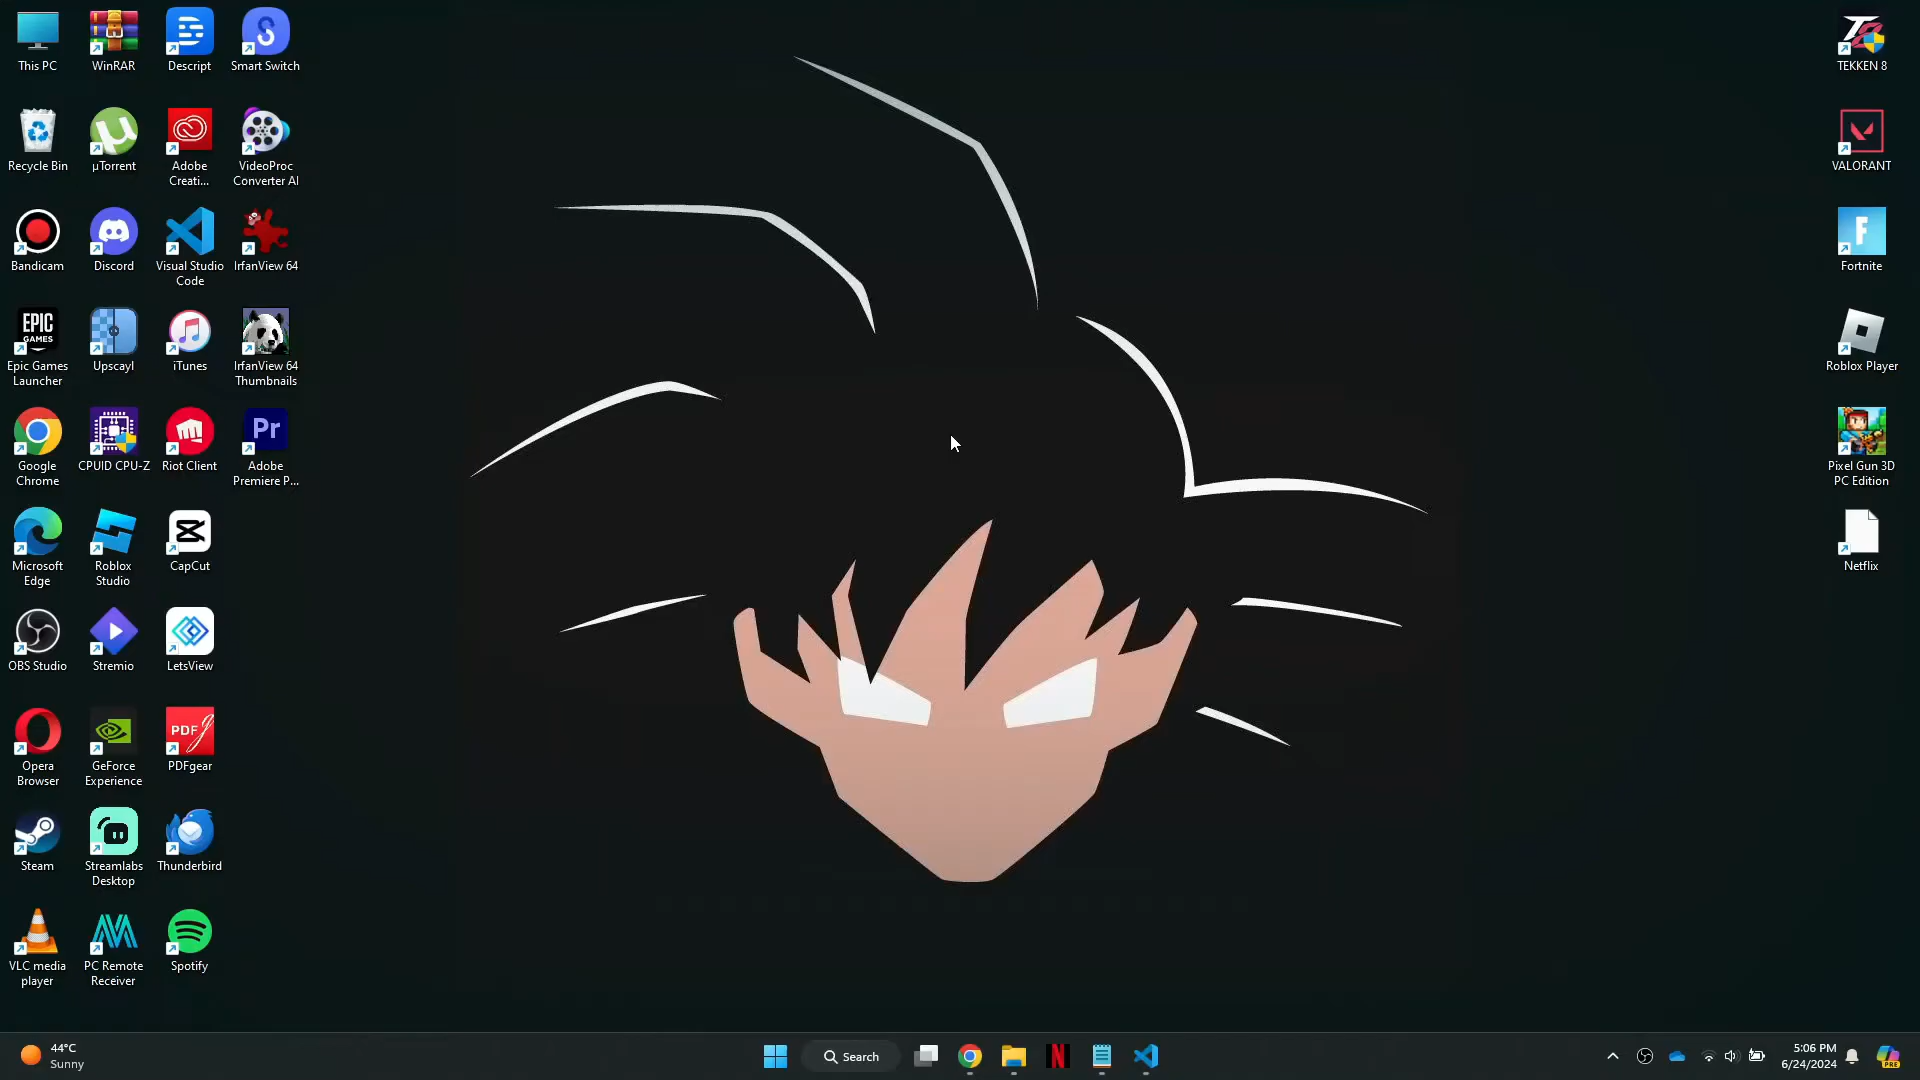 This PC
WinRAR
Descript
Smart Switch
TEKKEN 8
Recycle Bin
µTorrent
Adobe
Creati...
VideoProc
Converter AI
VALORANT
Bandicam
Discord
Visual Studio
Code
IrfanView 64
Fortnite
EPIC
GAMES
Epic Games
Launcher
Upscayl
iTunes
IrfanView 64
Thumbnails
Roblox Player
Google
Chrome
CPUID CPU-Z
Riot Client
Pr
Adobe
Premiere P...
Pixel Gun 3D
PC Edition
Microsoft
Edge
Roblox
Studio
CapCut
Netflix
OBS Studio
Stremio
LetsView
Opera
Browser
GeForce
Experience
PDF
PDFgear
Steam
Streamlabs
Desktop
Thunderbird
VLC media
player
PC Remote
Receiver
Spotify
44°C
Sunny
Search
5:06 PM
6/24/2024
PRE